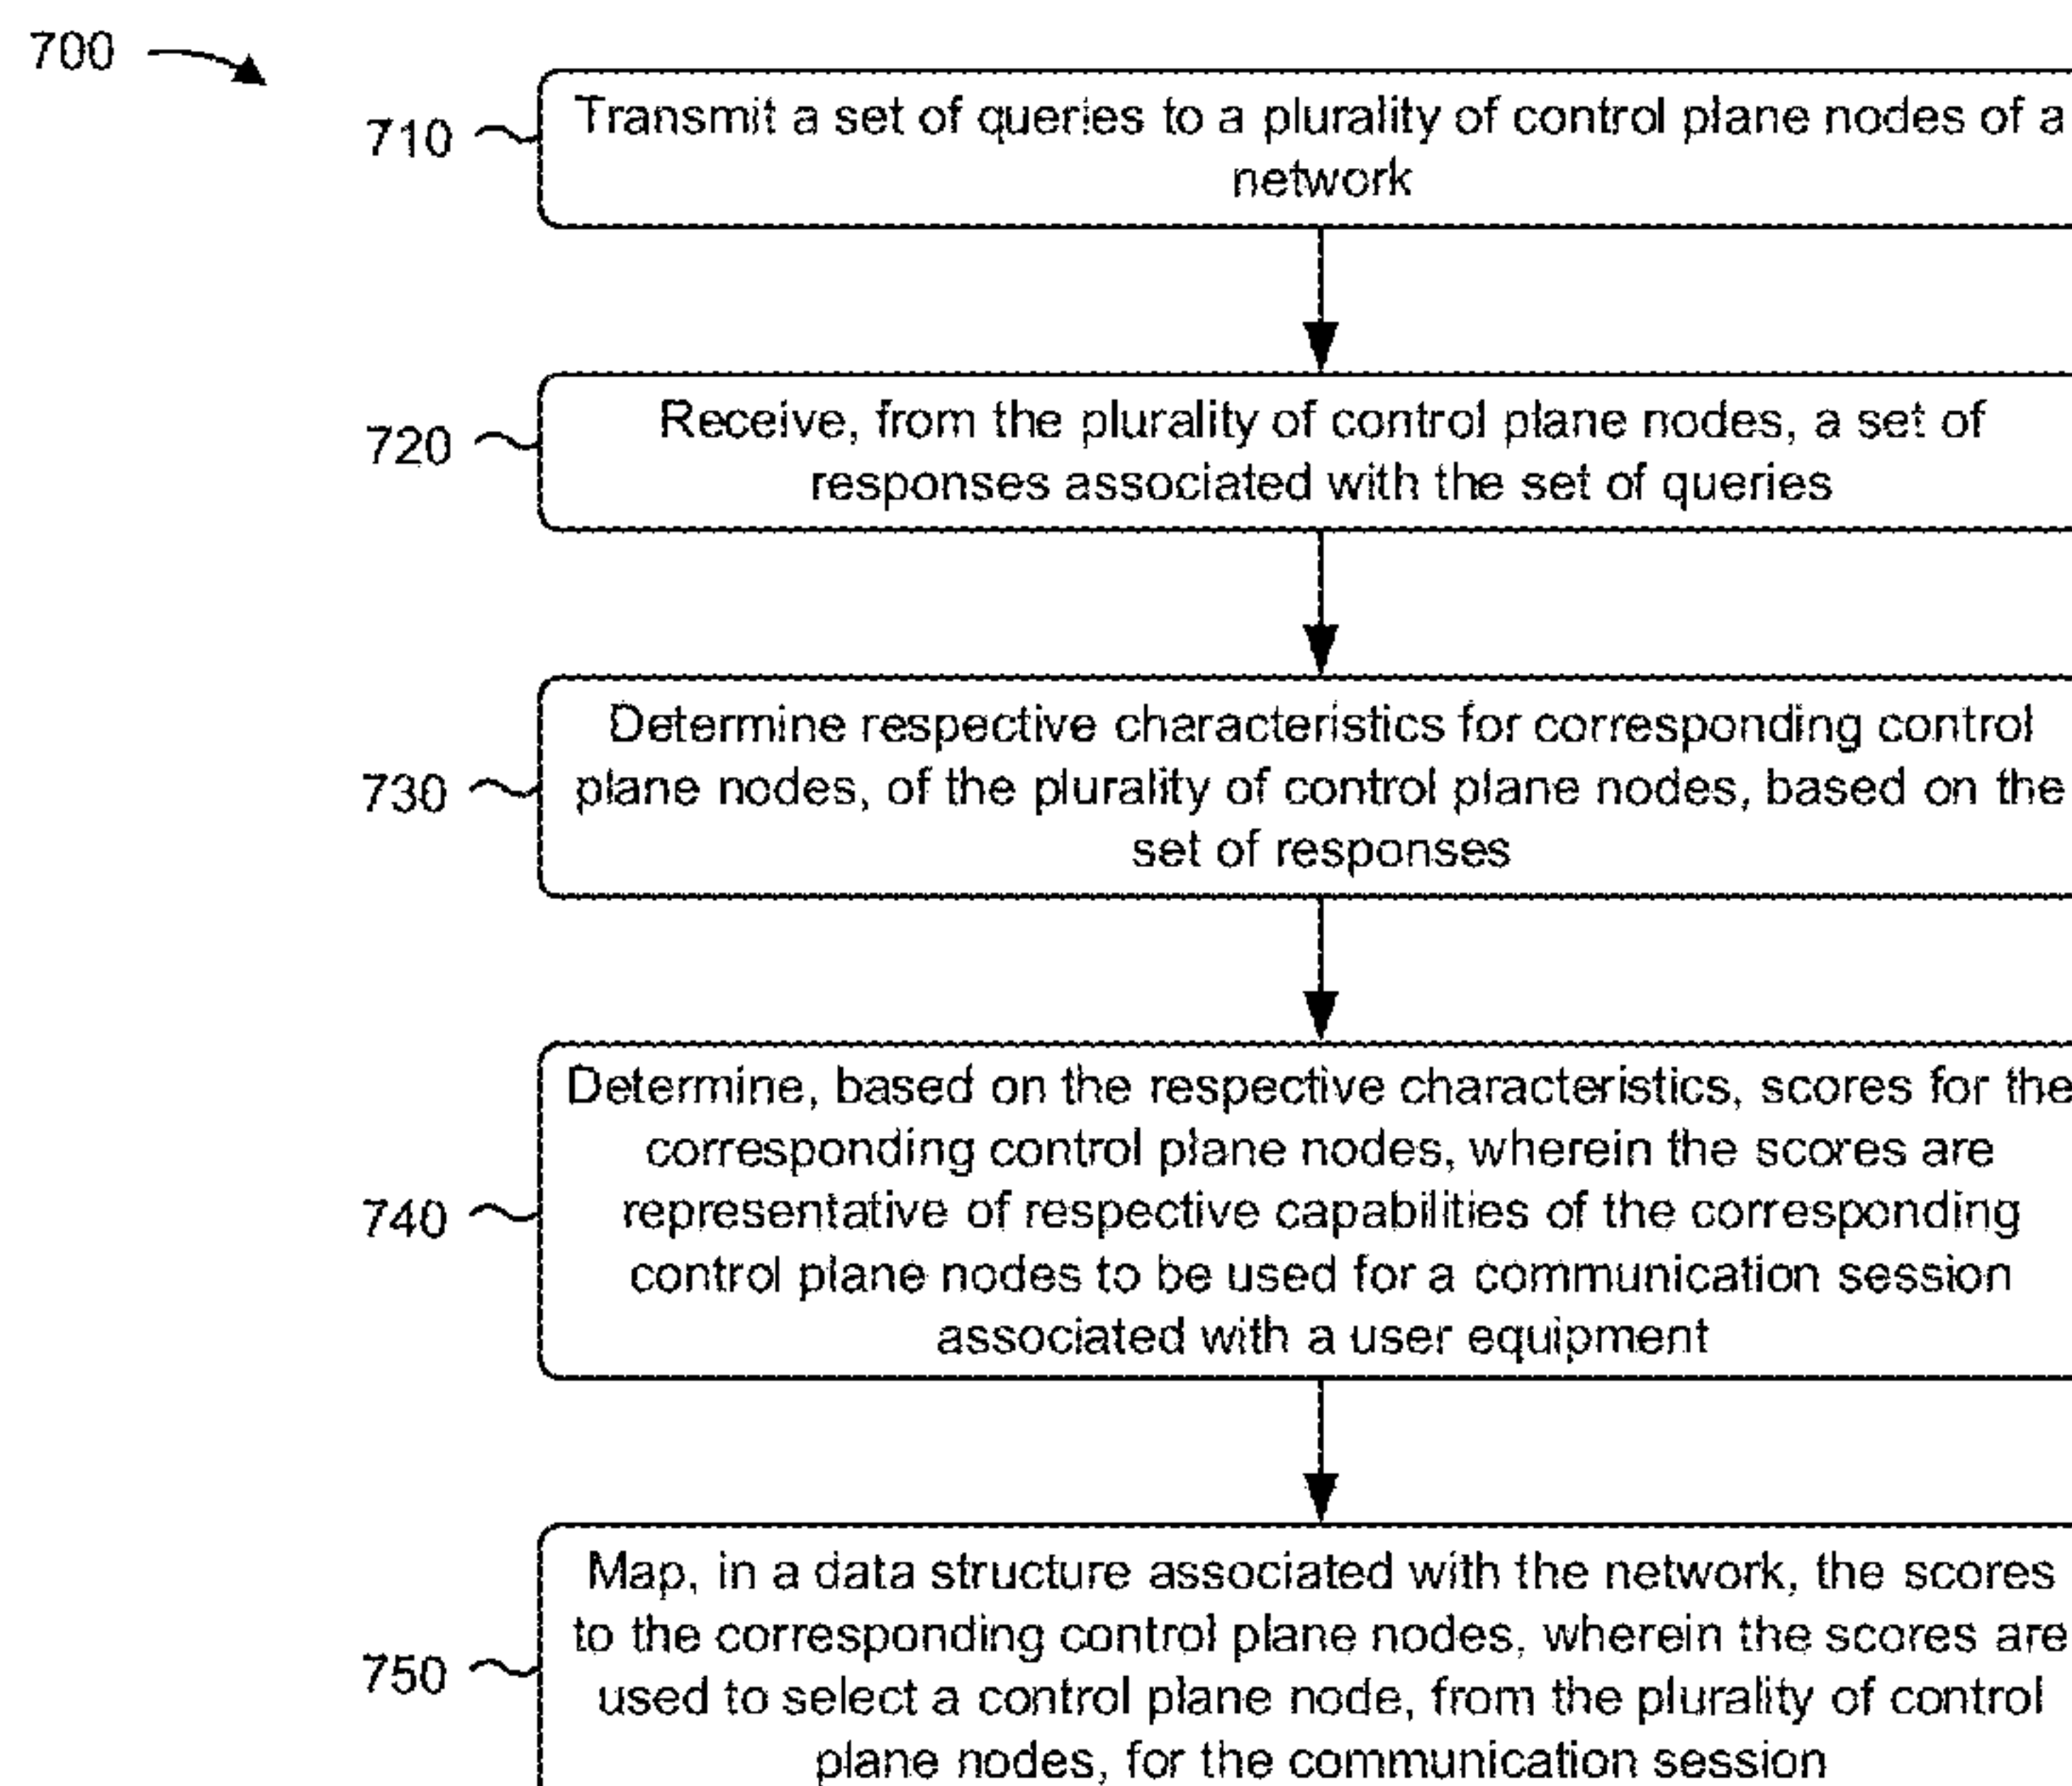 700
710
Transmit a set of queries to a plurality of control plane nodes of a
network
720
Receive, from the plurality of control plane nodes, a set of
responses associated with the set of queries
730
Determine respective characteristics for corresponding control
plane nodes, of the plurality of control plane nodes, based on the
set of responses
740
Determine, based on the respective characteristics, scores for the
corresponding control plane nodes, wherein the scores are
representative of respective capabilities of the corresponding
control plane nodes to be used for a communication session
associated with a user equipment
750
Map, in a data structure associated with the network, the scores
to the corresponding control plane nodes, wherein the scores are
used to select a control plane node, from the plurality of control
plane nodes, for the communication session